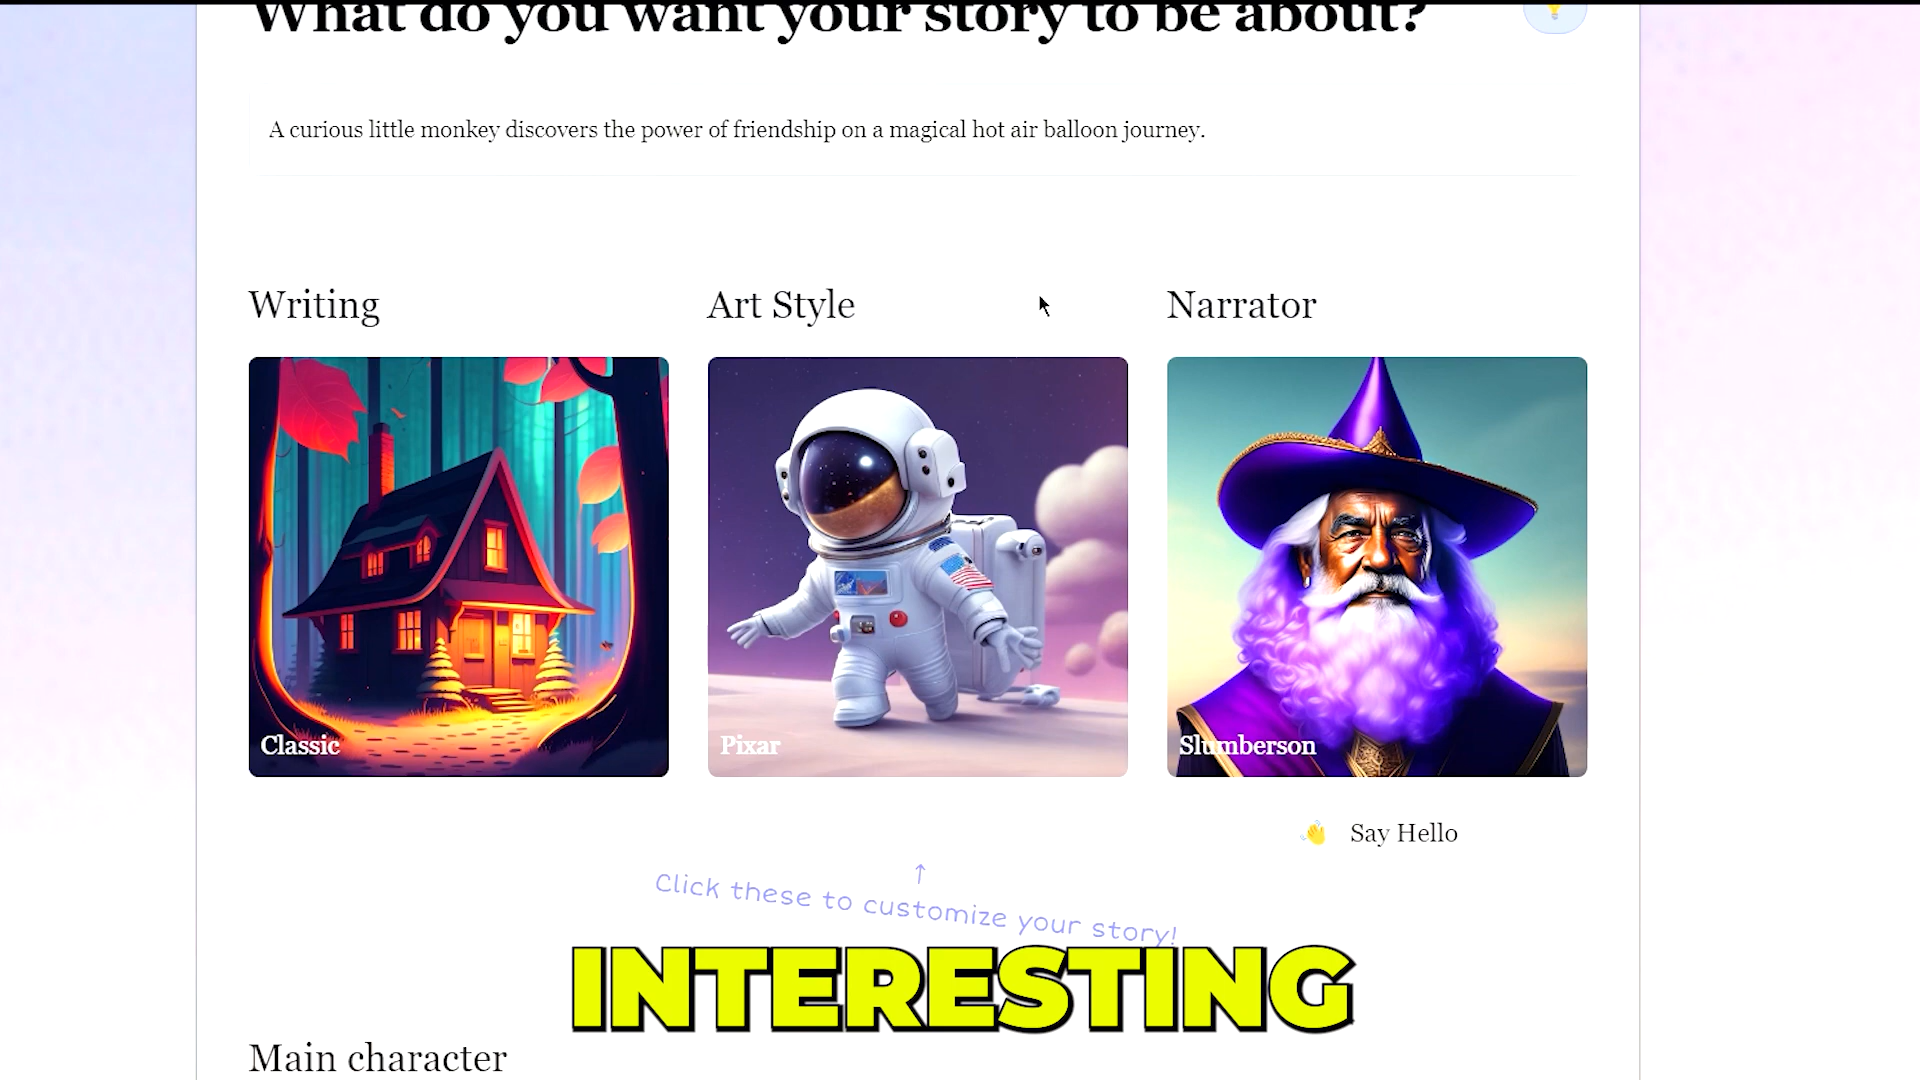 What do you want your story to be about?
A curious little monkey discovers the power of friendship on a magical hot air balloon journey.
Writing
Art Style
Narrator
Classic
Pixar
Slumberson
Say Hello
↑
Click these to customize your story!
INTERESTING
Main character